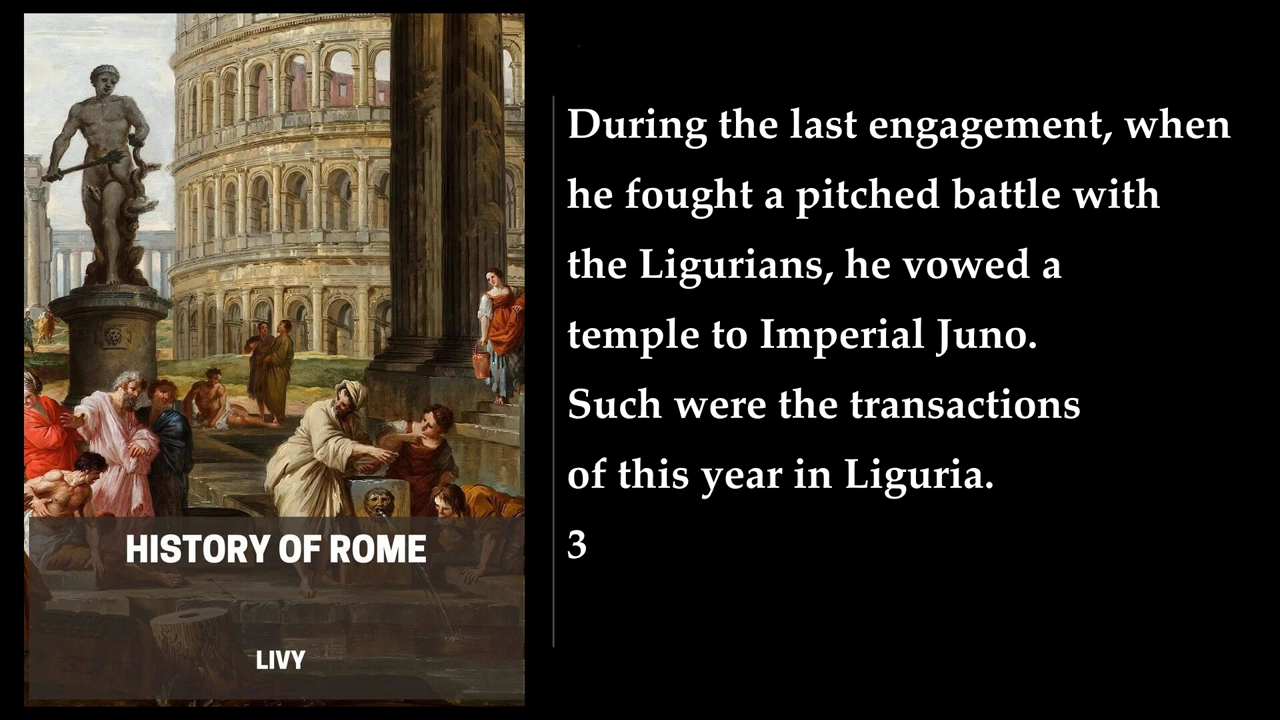 HISTORY OF ROME
LIVY
During the last engagement, when
he fought a pitched battle with
the Ligurians, he vowed a
temple to Imperial Juno.
Such were the transactions
of this year in Liguria.
3